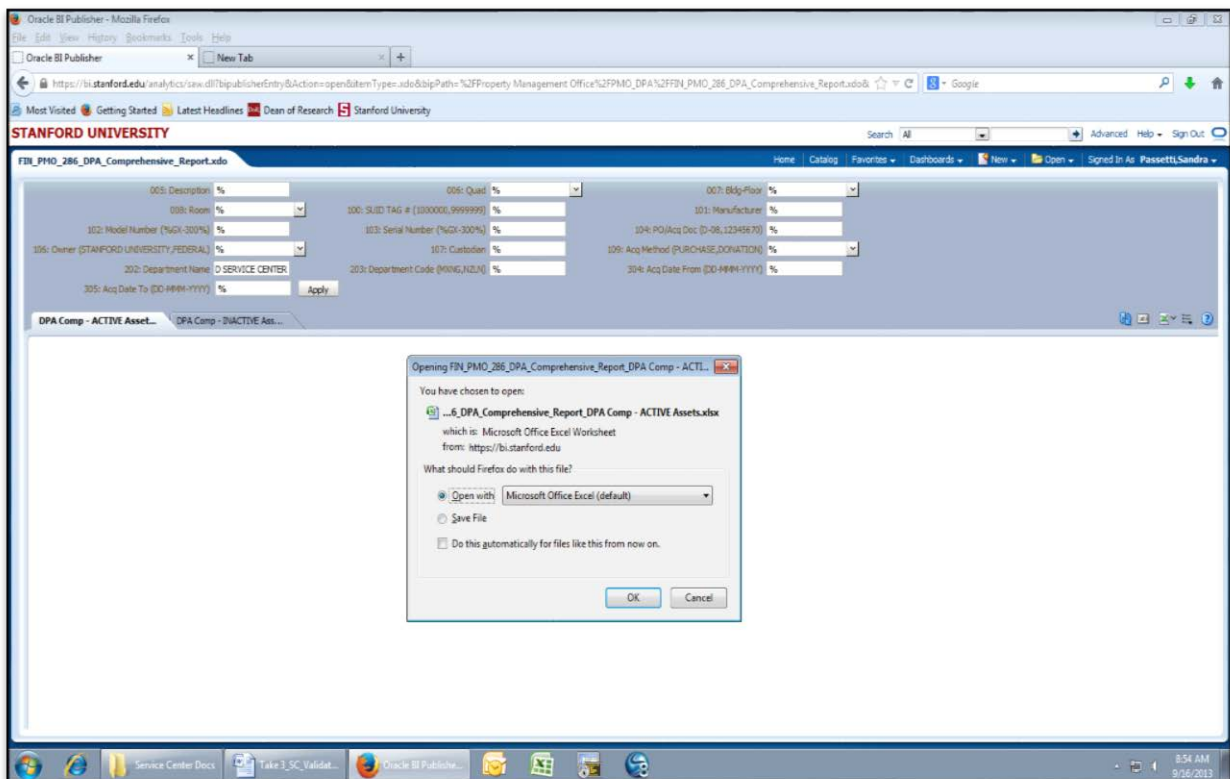 Oracle BI Publisher - Mozilla Firefox
File Edit View History Bookmarks Tools Help
Oracle BI Publisher × New Tab × +
https://bi.stanford.edu/analytics/saw.dll?bipublisherEntry&Action=open&itemType=.xdo&bipPath=%2FProperty Management Office%2FPMO_DPA%2FFIN_PMO_286_DPA_Comprehensive_Report.xdo& Google
Most Visited Getting Started Latest Headlines Dean of Research Stanford University
STANFORD UNIVERSITY Search All Advanced Help Sign Out
FIN_PMO_286_DPA_Comprehensive_Report.xdo Home Catalog Favorites Dashboards New Open Signed In As Passetti,Sandra
005: Description % 006: Quad % 007: Bldg-Floor %
008: Room % 100: SUID TAG # (1000000,9999999) % 101: Manufacturer %
102: Model Number (%GX-300%) % 103: Serial Number (%GX-300%) % 104: PO/Acq Doc (D-08,12345670) %
106: Owner (STANFORD UNIVERSITY,FEDERAL) % 107: Custodian % 109: Acq Method (PURCHASE,DONATION) %
202: Department Name D SERVICE CENTER 203: Department Code (MXNG,NZLN) % 304: Acq Date From (DD-MMM-YYYY) %
305: Acq Date To (DD-MMM-YYYY) % Apply
DPA Comp - ACTIVE Asset... DPA Comp - INACTIVE Ass...
Opening FIN_PMO_286_DPA_Comprehensive_Report_DPA Comp - ACTI...
You have chosen to open:
...6_DPA_Comprehensive_Report_DPA Comp - ACTIVE Assets.xlsx
which is: Microsoft Office Excel Worksheet
from: https://bi.stanford.edu
What should Firefox do with this file?
Open with Microsoft Office Excel (default)
Save File
Do this automatically for files like this from now on.
OK Cancel
Service Center Docs Take 3_SC_Validat... Oracle BI Publishe... 8:54 AM
9/16/2013